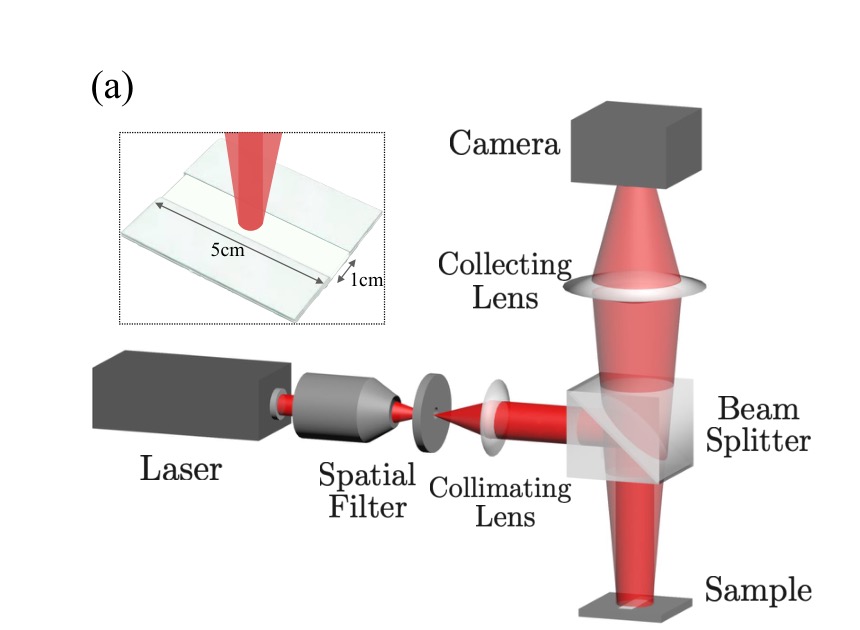 (a)
Camera
5cm
1cm
Collecting
Lens
Laser
Spatial
Filter
Collimating
Lens
Beam
Splitter
Sample